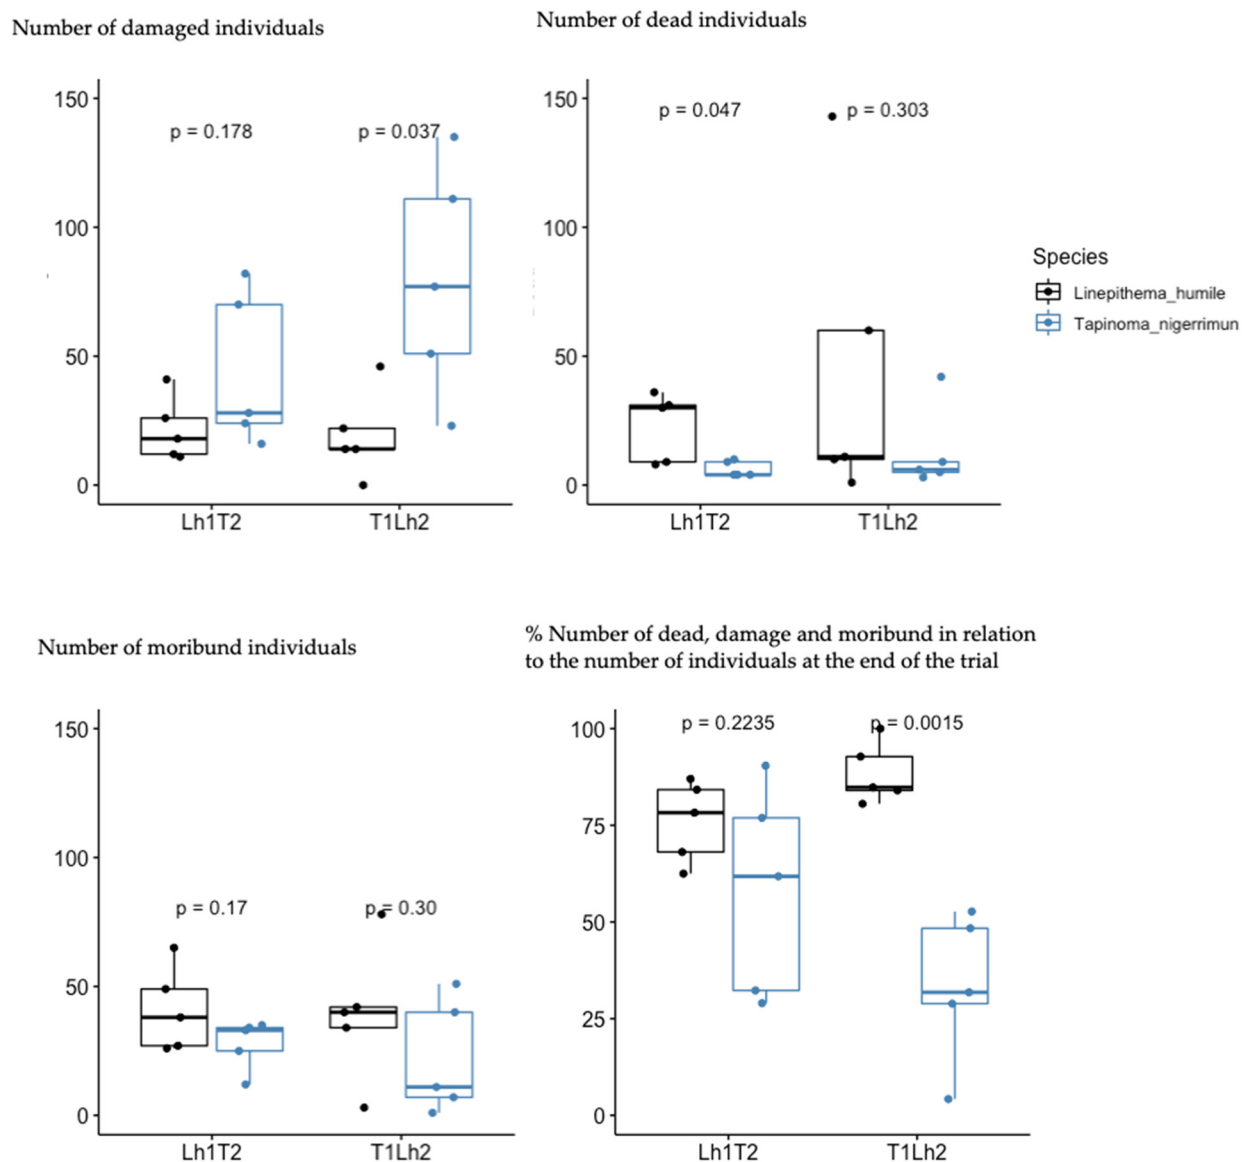 Number of damaged individuals
150
100
50
0
p = 0.178
p = 0.037
Lh1T2
T1Lh2
Number of dead individuals
150
100
50
0
p = 0.047
p = 0.303
Lh1T2
T1Lh2
Species
Linepithema_humile
Tapinoma_nigerrimun
Number of moribund individuals
150
100
50
0
p = 0.17
p = 0.30
Lh1T2
T1Lh2
% Number of dead, damage and moribund in relation
to the number of individuals at the end of the trial
100
75
50
25
0
p = 0.2235
p = 0.0015
Lh1T2
T1Lh2